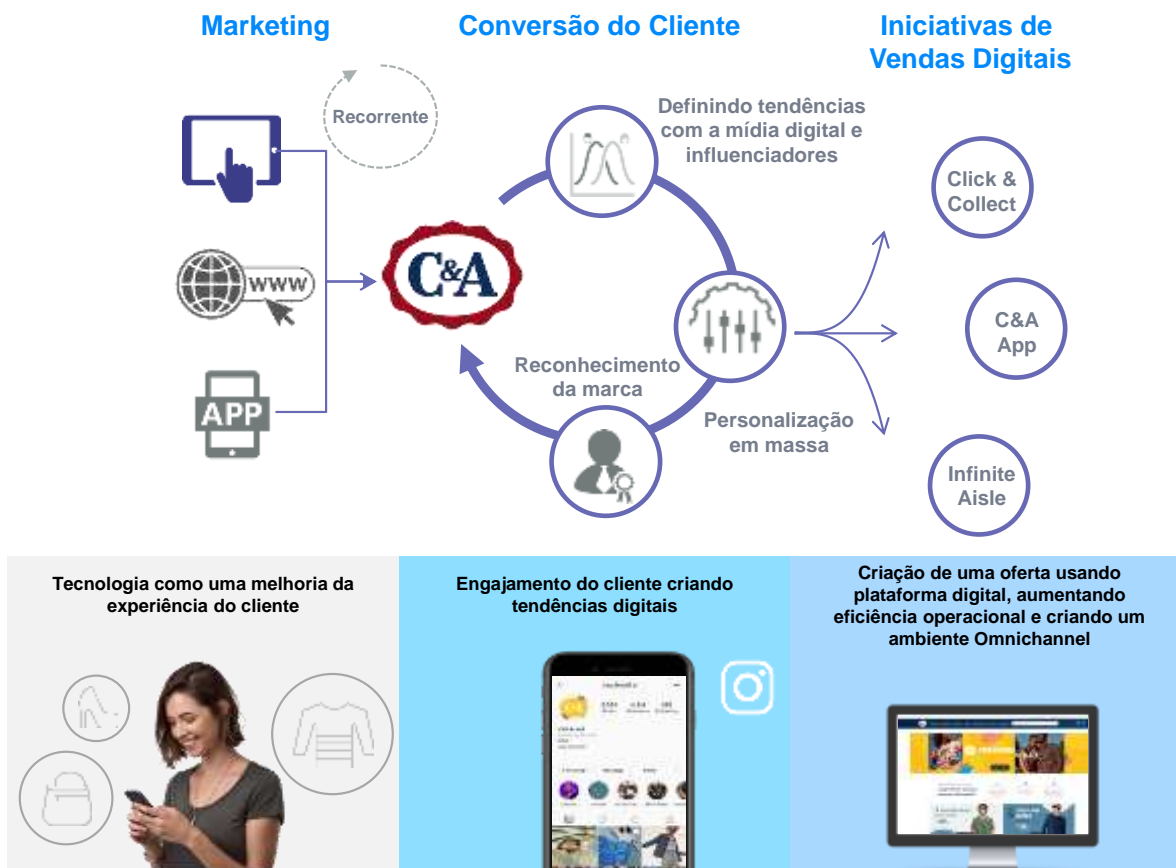 Marketing
Conversão do Cliente
Iniciativas de
Vendas Digitais
Recorrente
Definindo tendências
com a mídia digital e
influenciadores
Click &
Collect
www
C&A
C&A
App
Reconhecimento
da marca
APP
Personalização
em massa
Infinite
Aisle
Tecnologia como uma melhoria da
experiência do cliente
Engajamento do cliente criando
tendências digitais
Criação de uma oferta usando
plataforma digital, aumentando
eficiência operacional e criando um
ambiente Omnichannel